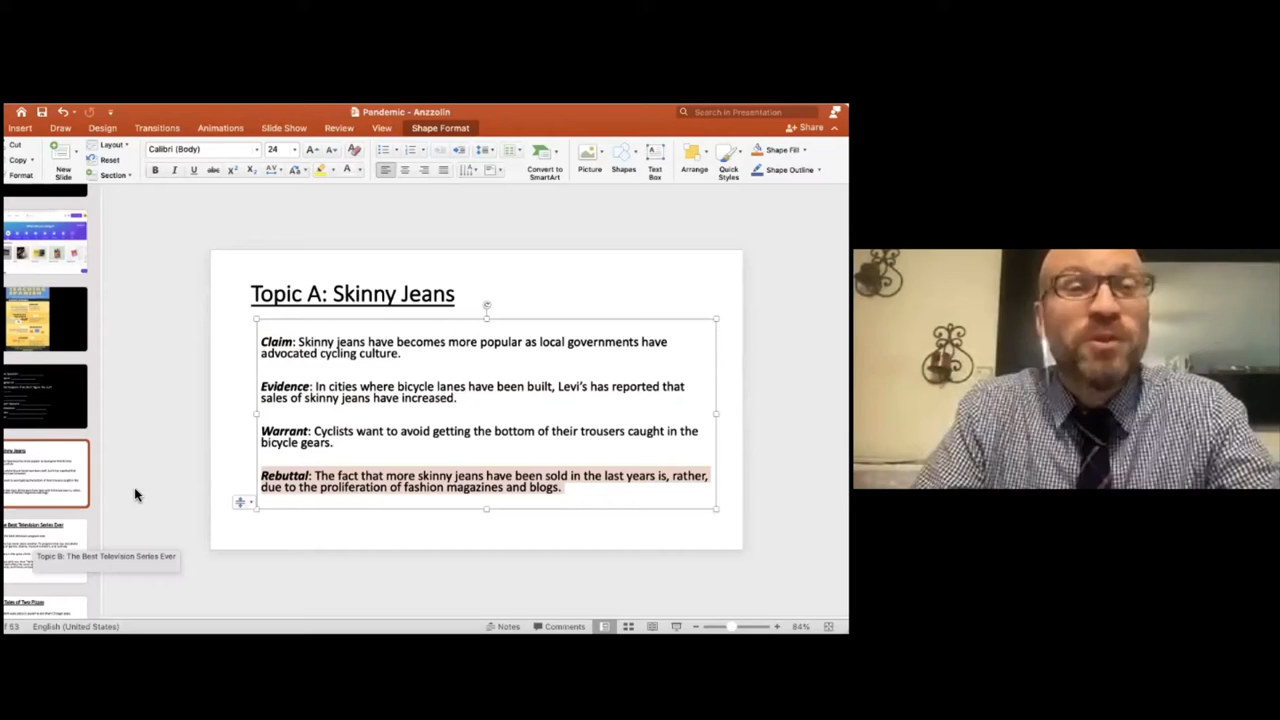 Pandemic - Anzzolin
Search in Presentation
Insert
Draw
Design
Transitions
Animations
Slide Show
Review
View
Shape Format
Share
Cut
Copy
Format
New
Slide
Layout
Reset
Section
Calibri (Body)
24
Convert to
SmartArt
Picture
Shapes
Text
Box
Arrange
Quick
Styles
Shape Fill
Shape Outline
Topic A: Skinny Jeans
Claim: Skinny jeans have becomes more popular as local governments have
advocated cycling culture.
Evidence: In cities where bicycle lanes have been built, Levi's has reported that
sales of skinny jeans have increased.
Warrant: Cyclists want to avoid getting the bottom of their trousers caught in the
bicycle gears.
Rebuttal: The fact that more skinny jeans have been sold in the last years is, rather,
due to the proliferation of fashion magazines and blogs.
Topic B: The Best Television Series Ever
of 53
English (United States)
Notes
Comments
84%